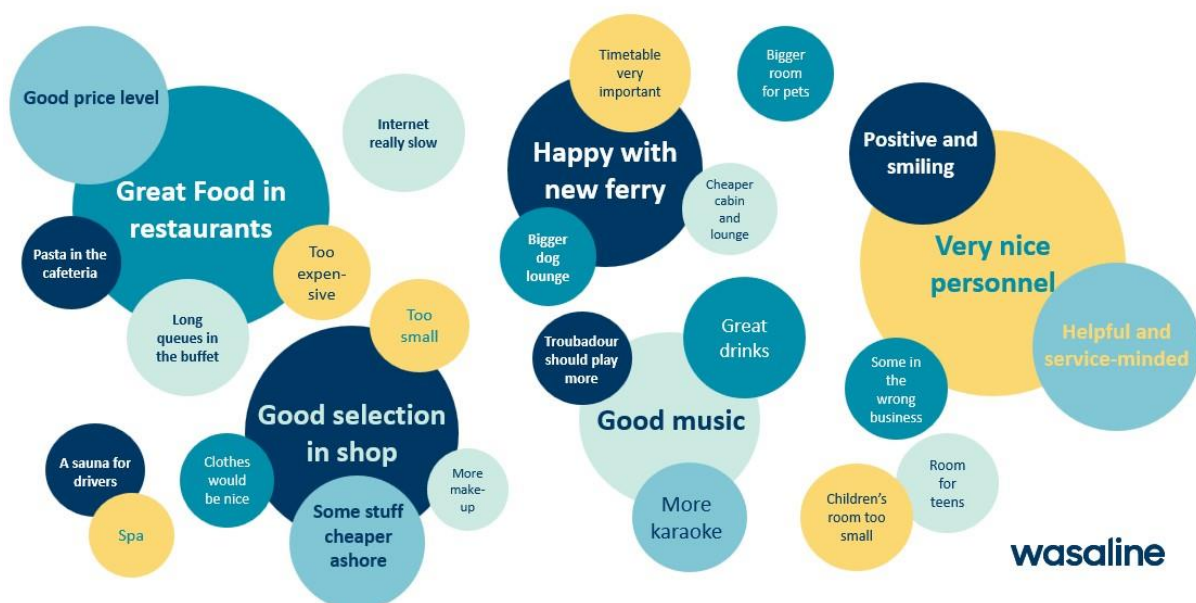 Good price level
Great Food in
restaurants
Pasta in the
cafeteria
Long
queues in
the buffet
Too
expen-
sive
Internet
really slow
Too
small
Good selection
in shop
A sauna for
drivers
Spa
Clothes
would
be nice
Some stuff
cheaper
ashore
More
make-
up
Timetable
very
important
Happy with
new ferry
Bigger
dog
lounge
Cheaper
cabin
and
lounge
Bigger
room
for pets
Troubadour
should play
more
Great
drinks
Good music
More
karaoke
Positive and
smiling
Very nice
personnel
Helpful and
service-minded
Some in
the
wrong
business
Room
for
teens
Children's
room too
small
wasaline